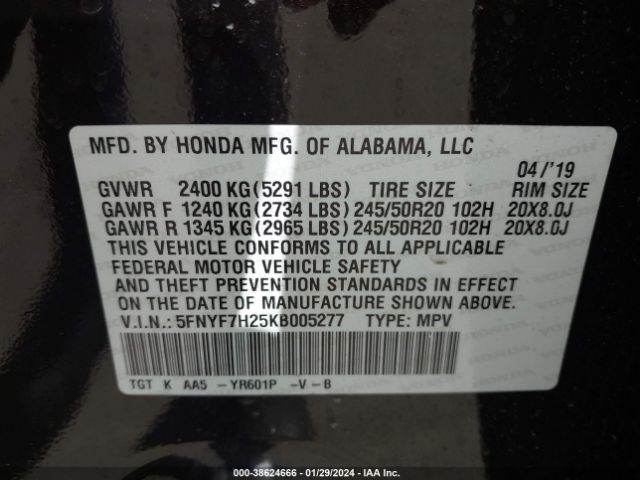 MFD. BY HONDA MFG. OF ALABAMA, LLC
04/'19
GVWR 2400 KG(5291 LBS) TIRE SIZE RIM SIZE
GAWR F 1240 KG(2734 LBS) 245/50R20 102H 20X8.0J
GAWR R 1345 KG(2965 LBS) 245/50R20 102H 20X8.0J
THIS VEHICLE CONFORMS TO ALL APPLICABLE
FEDERAL MOTOR VEHICLE SAFETY
AND THEFT PREVENTION STANDARDS IN EFFECT
ON THE DATE OF MANUFACTURE SHOWN ABOVE.
V.I.N.: 5FNYF7H25KB005277 TYPE: MPV
TGT K AA5 -YR601P -V-B
000-38624666 - 01/29/2024 - IAA Inc.